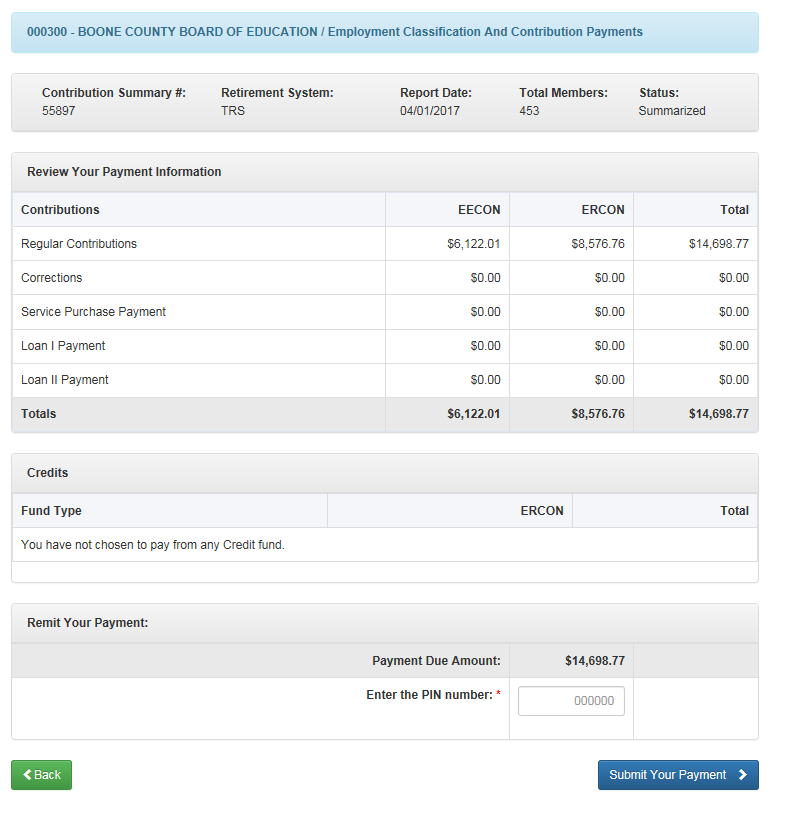 000300 - BOONE COUNTY BOARD OF EDUCATION / Employment Classification And Contribution Payments
Contribution Summary #: Retirement System: Report Date: Total Members: Status:
55897 TRS 04/01/2017 453 Summarized
Review Your Payment Information
Contributions EECON ERCON Total
Regular Contributions $6,122.01 $8,576.76 $14,698.77
Corrections $0.00 $0.00 $0.00
Service Purchase Payment $0.00 $0.00 $0.00
Loan I Payment $0.00 $0.00 $0.00
Loan II Payment $0.00 $0.00 $0.00
Totals $6,122.01 $8,576.76 $14,698.77
Credits
Fund Type ERCON Total
You have not chosen to pay from any Credit fund.
Remit Your Payment:
Payment Due Amount: $14,698.77
Enter the PIN number: * 000000
Back Submit Your Payment